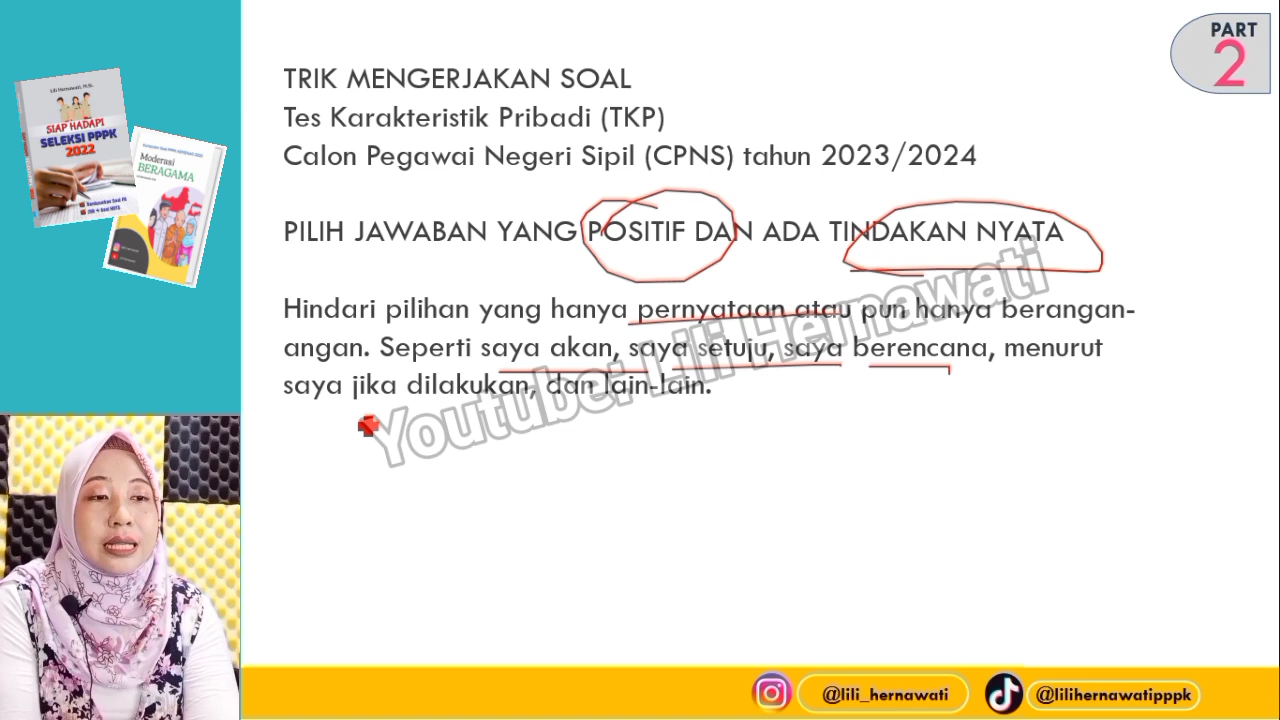 PART
2
TRIK MENGERJAKAN SOAL
Tes Karakteristik Pribadi (TKP)
Calon Pegawai Negeri Sipil (CPNS) tahun 2023/2024
PILIH JAWABAN YANG POSITIF DAN ADA TINDAKAN NYATA
Hindari pilihan yang hanya pernyataan atau pun hanya berangan-
angan. Seperti saya akan, saya setuju, saya berencana, menurut
saya jika dilakukan, dan lain-lain.
Youtube: Lili Hernawati
Lili Hernawati, M.Si.
SIAP HADAPI
SELEKSI PPPK
2022
Moderasi
BERAGAMA
@lili_hernawati
@lilihernawatipppk